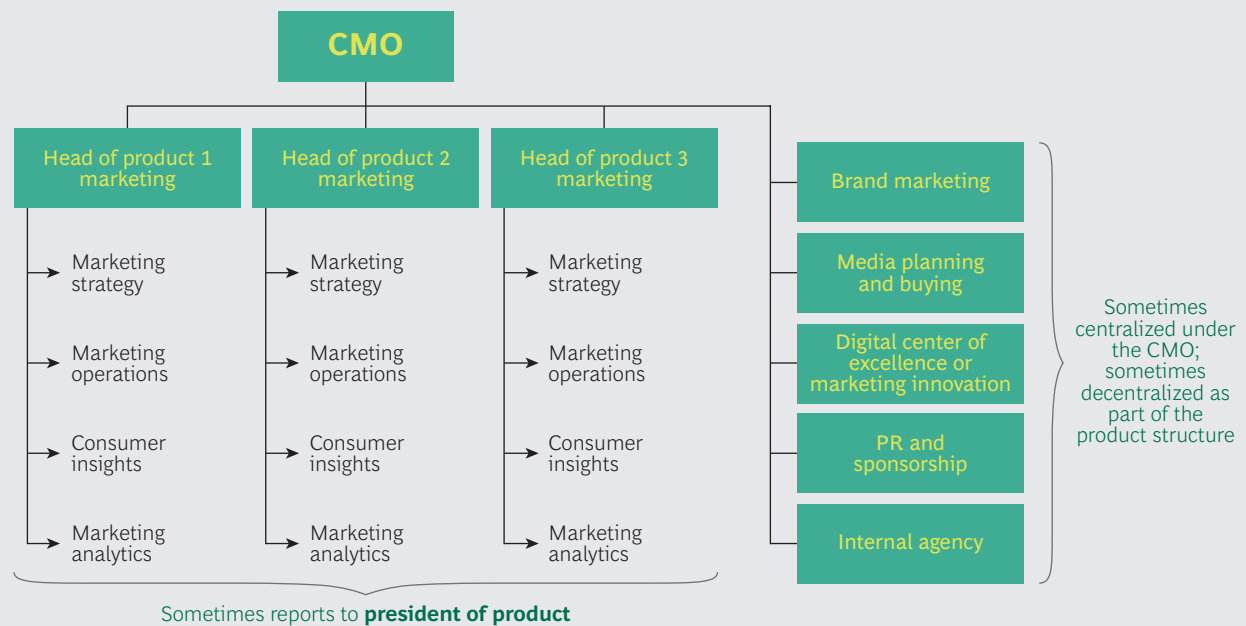 CMO
Head of product 1
marketing
Marketing
strategy
Marketing
operations
Consumer
insights
Marketing
analytics
Head of product 2
marketing
Marketing
strategy
Marketing
operations
Consumer
insights
Marketing
analytics
Head of product 3
marketing
Marketing
strategy
Marketing
operations
Consumer
insights
Marketing
analytics
Sometimes reports to president of product
Brand marketing
Media planning
and buying
Digital center of
excellence or
marketing innovation
PR and
sponsorship
Internal agency
Sometimes
centralized under
the CMO;
sometimes
decentralized as
part of the
product structure